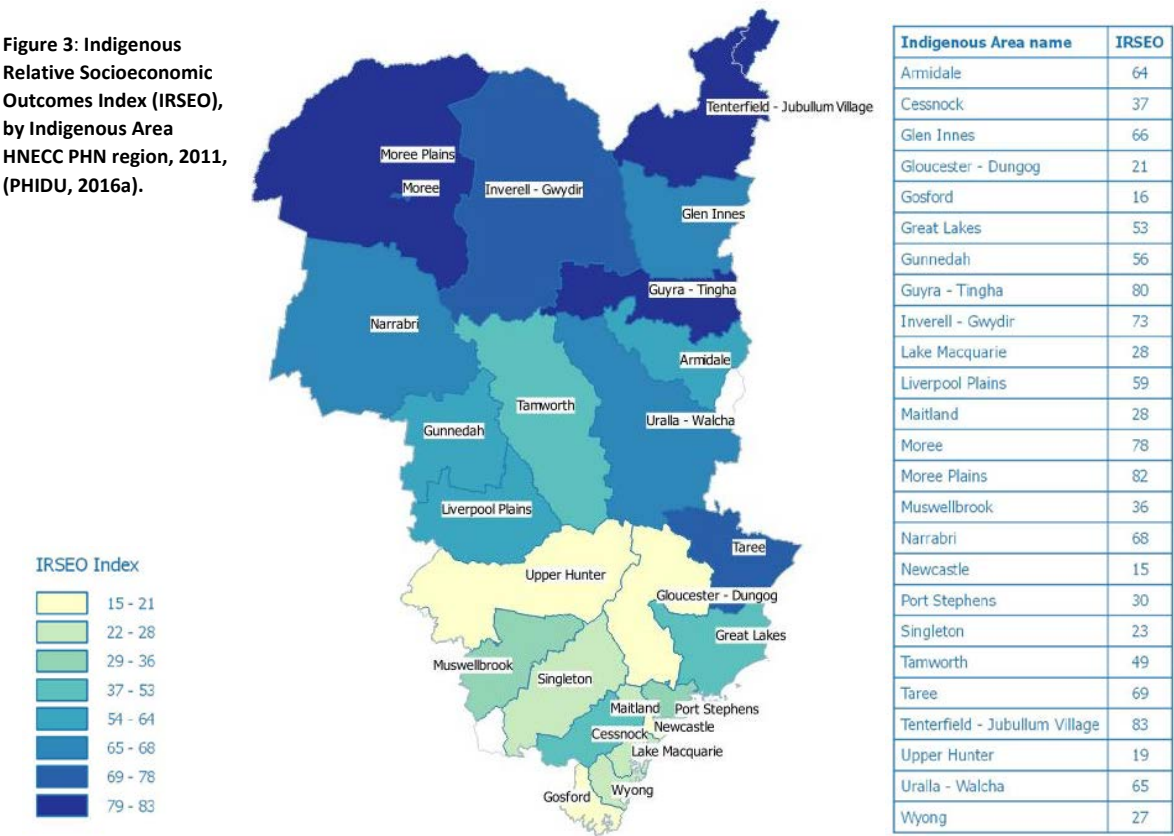 Figure 3: Indigenous
Relative Socioeconomic
Outcomes Index (IRSEO),
by Indigenous Area
HNECC PHN region, 2011,
(PHIDU, 2016a).
Tenterfield - Jubullum Village
Moree Plains
Moree
Inverell - Gwydir
Glen Innes
Guyra - Tingha
Narrabri
Armidale
Tamworth
Uralla - Walcha
Gunnedah
Liverpool Plains
Taree
Upper Hunter
Gloucester - Dungog
Great Lakes
Muswellbrook
Singleton
Maitland
Port Stephens
Newcastle
Cessnock
Lake Macquarie
Wyong
Gosford
IRSEO Index
15 - 21
22 - 28
29 - 36
37 - 53
54 - 64
65 - 68
69 - 78
79 - 83
Indigenous Area name IRSEO
Armidale 64
Cessnock 37
Glen Innes 66
Gloucester - Dungog 21
Gosford 16
Great Lakes 53
Gunnedah 56
Guyra - Tingha 80
Inverell - Gwydir 73
Lake Macquarie 28
Liverpool Plains 59
Maitland 28
Moree 78
Moree Plains 82
Muswellbrook 36
Narrabri 68
Newcastle 15
Port Stephens 30
Singleton 23
Tamworth 49
Taree 69
Tenterfield - Jubullum Village 83
Upper Hunter 19
Uralla - Walcha 65
Wyong 27